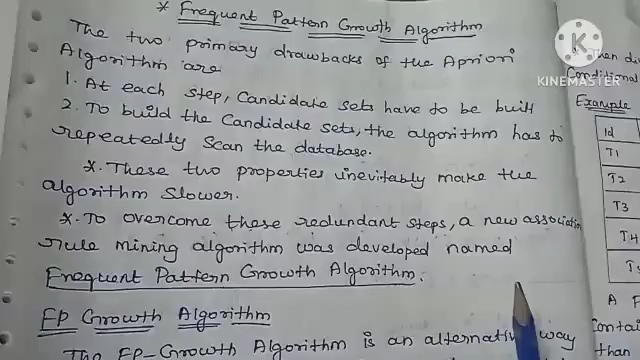 * Frequent Pattern Growth Algorithm
The two primary drawbacks of the Apriori
Algorithm are
1. At each step, Candidate sets have to be built
2. To build the Candidate sets, the algorithm has to
repeatedly scan the database.
*. These two properties inevitably make the
algorithm slower.
*. To overcome these redundant steps, a new association
rule mining algorithm was developed named
Frequent Pattern Growth Algorithm.
FP Growth Algorithm
The FP-Growth Algorithm is an alternative way
K
KINEMASTER
Then
Conditional
Example
Id
T1
T2
T3
T4
A
than